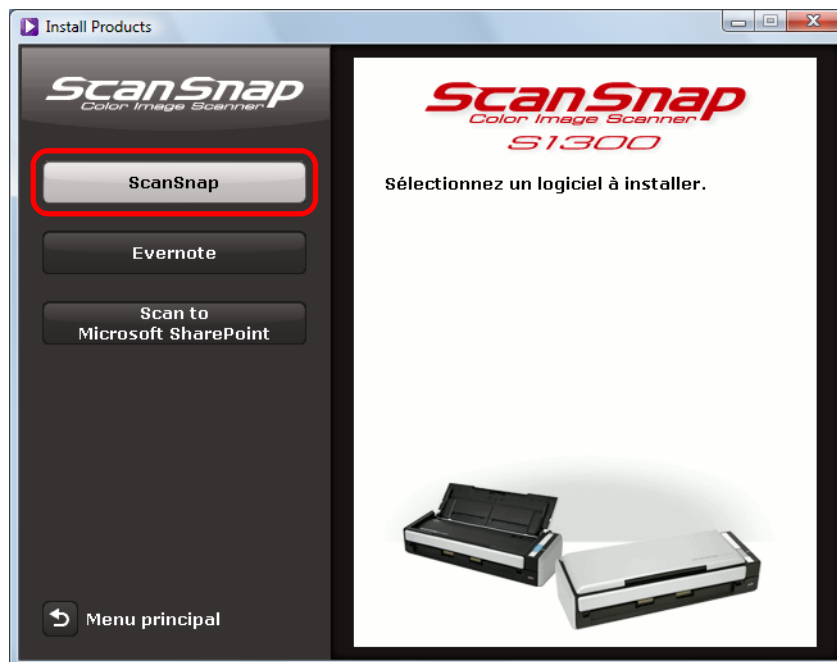 Install Products
ScanSnap
Color Image Scanner
ScanSnap
Evernote
Scan to
Microsoft SharePoint
Menu principal
ScanSnap
Color Image Scanner
S1300
Sélectionnez un logiciel à installer.